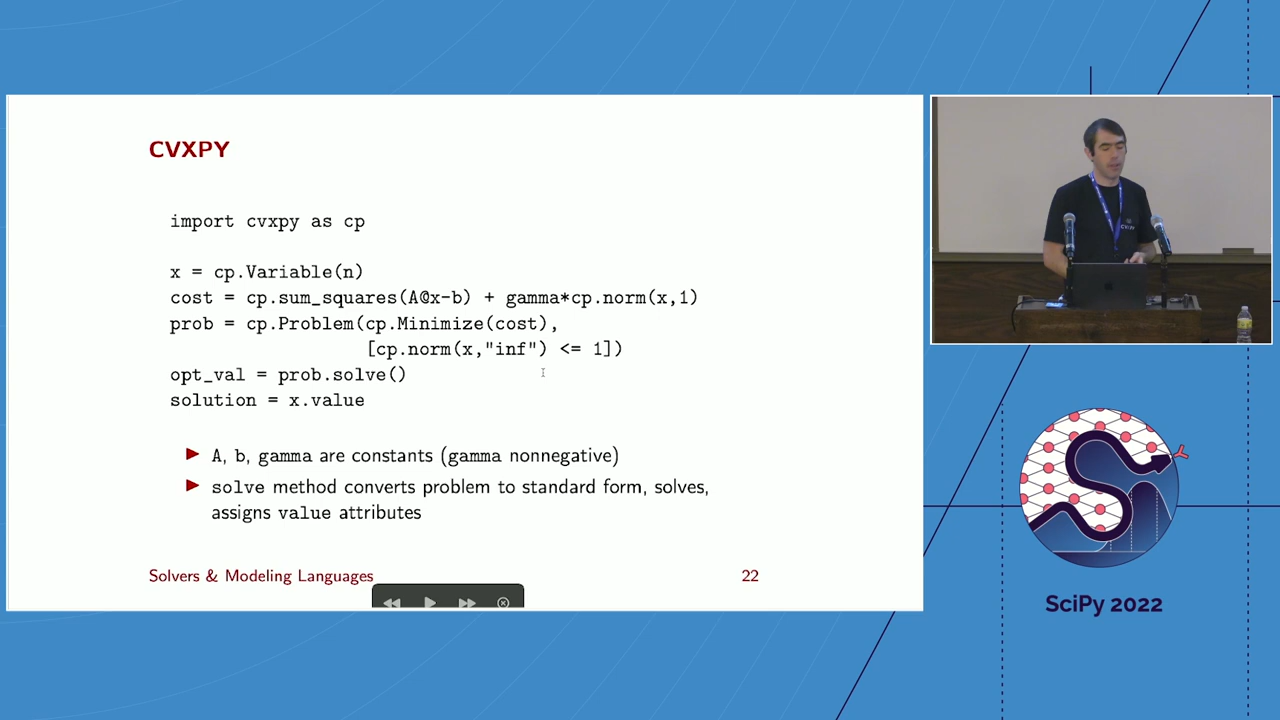 CVXPY
import cvxpy as cp
x = cp.Variable(n)
cost = cp.sum_squares(A@x-b) + gamma*cp.norm(x,1)
prob = cp.Problem(cp.Minimize(cost),
[cp.norm(x,"inf") <= 1])
opt_val = prob.solve()
solution = x.value
A, b, gamma are constants (gamma nonnegative)
solve method converts problem to standard form, solves,
assigns value attributes
Solvers & Modeling Languages
22
CVXPY
SciPy 2022